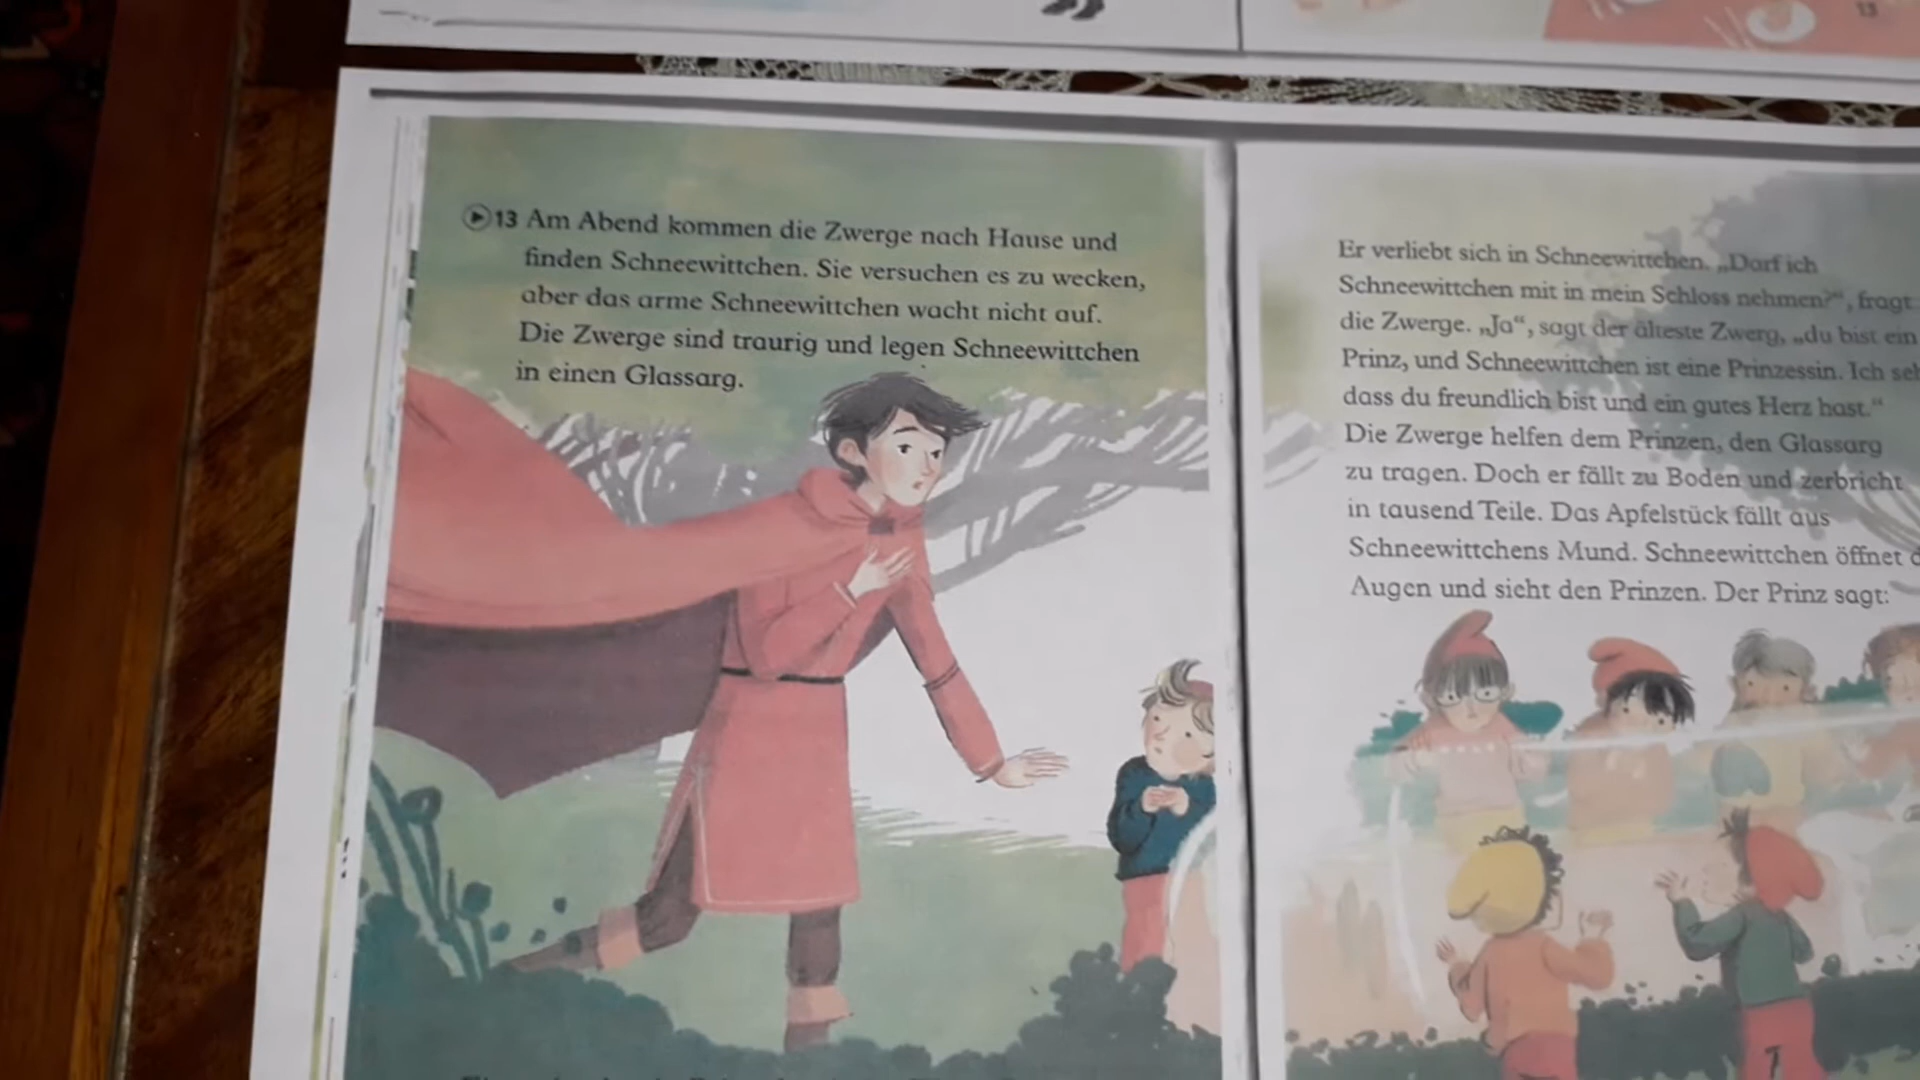 13
13 Am Abend kommen die Zwerge nach Hause und
finden Schneewittchen. Sie versuchen es zu wecken,
aber das arme Schneewittchen wacht nicht auf.
Die Zwerge sind traurig und legen Schneewittchen
in einen Glassarg.
Er verliebt sich in Schneewittchen. „Darf ich
Schneewittchen mit in mein Schloss nehmen?“, fragt
die Zwerge. „Ja“, sagt der älteste Zwerg, „du bist ein
Prinz, und Schneewittchen ist eine Prinzessin. Ich
dass du freundlich bist und ein gutes Herz hast.“
Die Zwerge helfen dem Prinzen, den Glassarg
zu tragen. Doch er fällt zu Boden und zerbricht
in tausend Teile. Das Apfelstück fällt aus
Schneewittchens Mund. Schneewittchen öffnet
Augen und sieht den Prinzen. Der Prinz sagt: